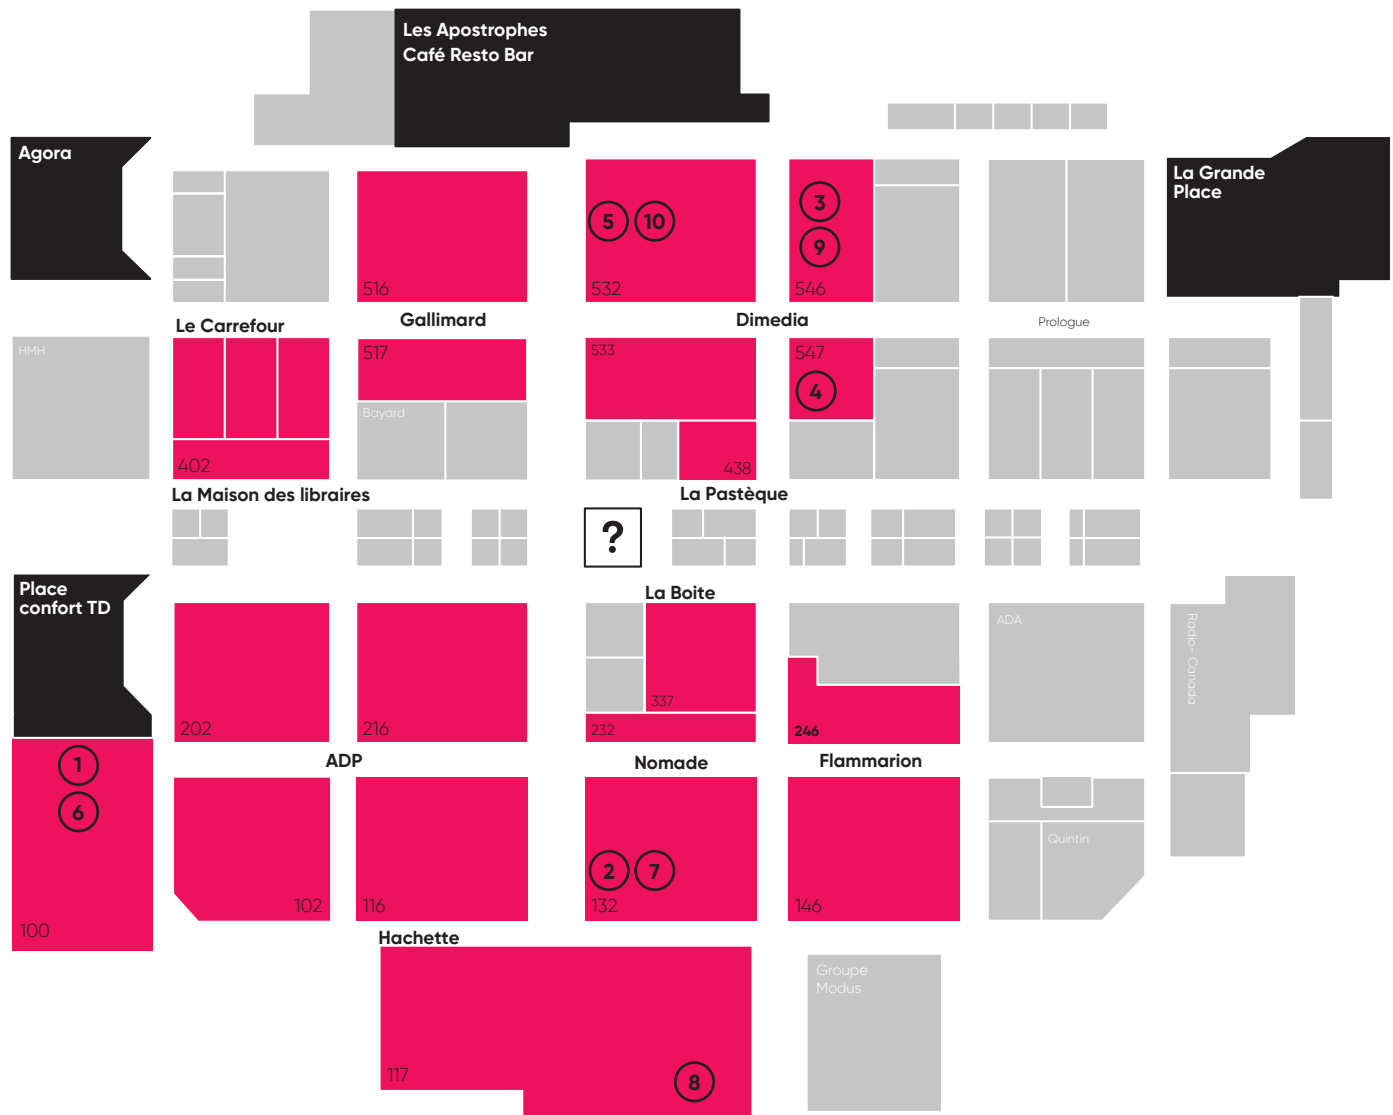 Les Apostrophes
Café Resto Bar
Agora
La Grande
Place
5 10
3
9
516
532
546
Le Carrefour
Gallimard
Dimedia
Prologue
HMH
517
533
547
4
Bayard
402
438
La Maison des libraires
La Pastèque
?
Place
confort TD
La Boite
ADA
Radio - Canada
337
202
216
232
246
1
6
ADP
Nomade
Flammarion
Quintin
2 7
100
102
116
132
146
Hachette
Groupe
Modus
117
8